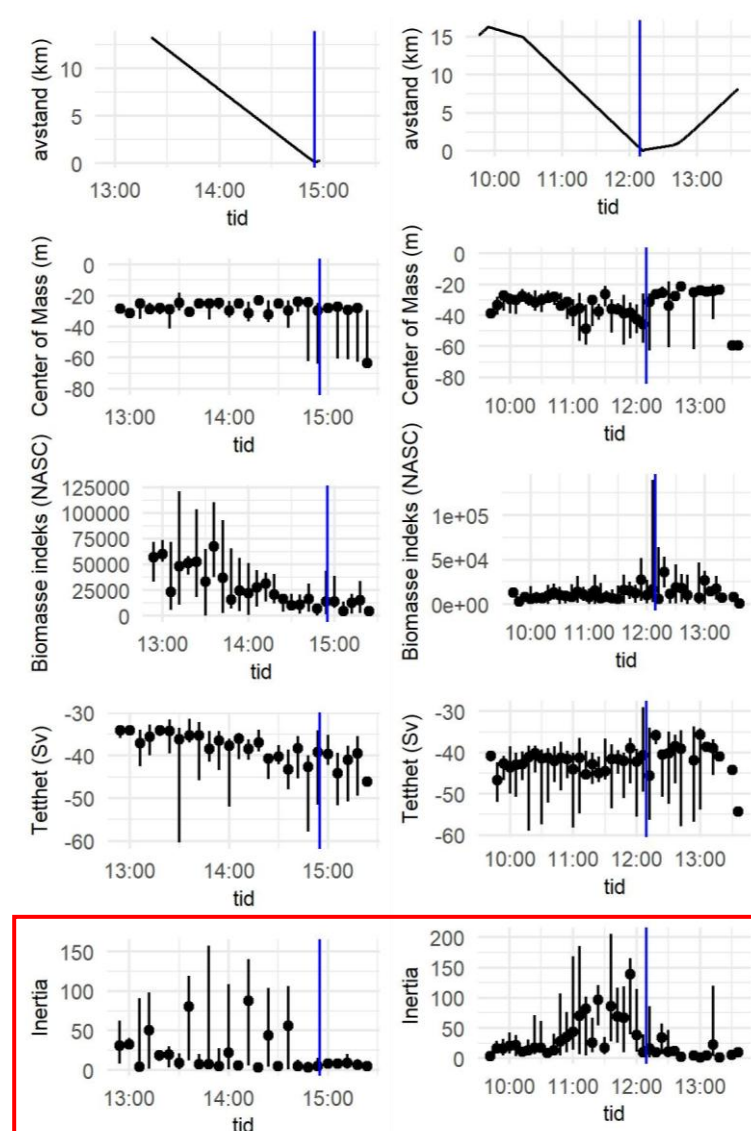 avstand (km)
10
5
0
13:00 14:00 15:00
tid
avstand (km)
15
10
5
0
10:00 11:00 12:00 13:00
tid
Center of Mass (m)
0
-20
-40
-60
-80
13:00 14:00 15:00
tid
Center of Mass (m)
0
-20
-40
-60
-80
10:00 11:00 12:00 13:00
tid
Biomasse indeks (NASC)
125000
100000
75000
50000
25000
0
13:00 14:00 15:00
tid
Biomasse indeks (NASC)
1e+05
5e+04
0e+00
10:00 11:00 12:00 13:00
tid
Tetthet (Sv)
-30
-40
-50
-60
13:00 14:00 15:00
tid
Tetthet (Sv)
-30
-40
-50
-60
10:00 11:00 12:00 13:00
tid
Inertia
150
100
50
0
13:00 14:00 15:00
tid
Inertia
200
150
100
50
0
10:00 11:00 12:00 13:00
tid